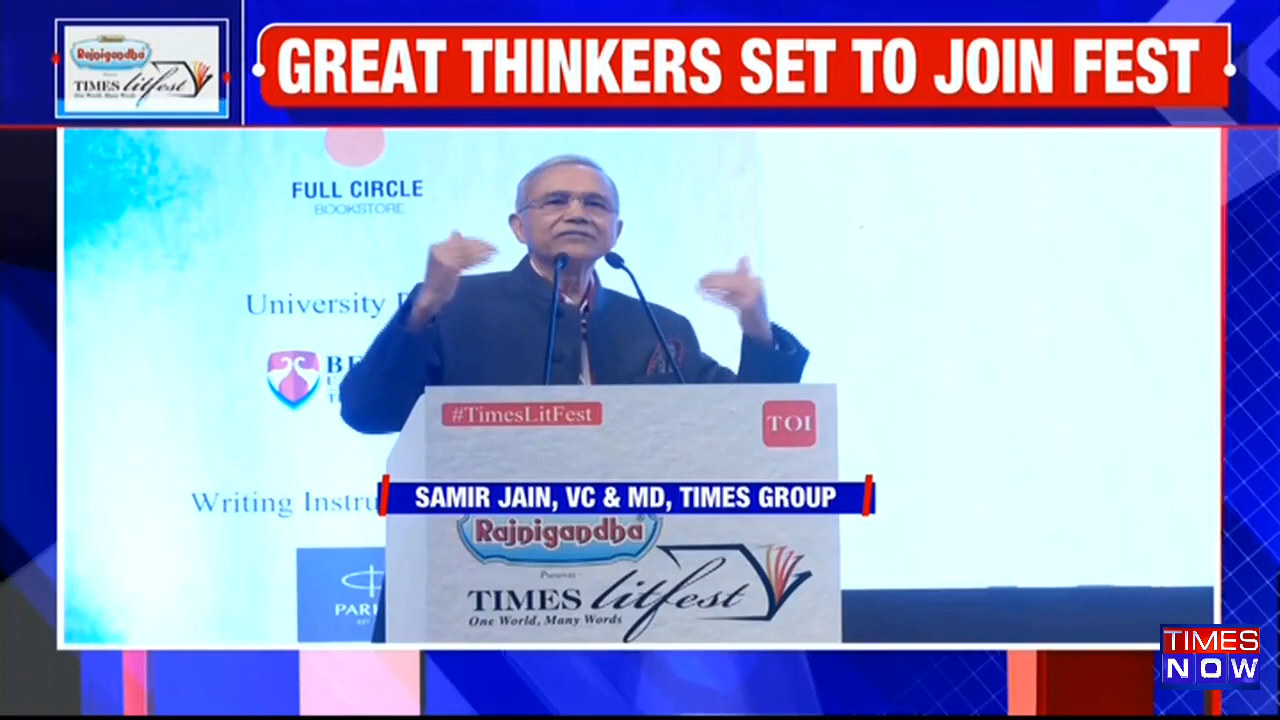 Rajnigandha
TIMES litfest
One World, Many Words
GREAT THINKERS SET TO JOIN FEST
FULL CIRCLE
BOOKSTORE
University
#TimesLitFest
TOI
SAMIR JAIN, VC & MD, TIMES GROUP
Writing
Rajnigandha
Presents
TIMES litfest
One World, Many Words
TIMES
NOW